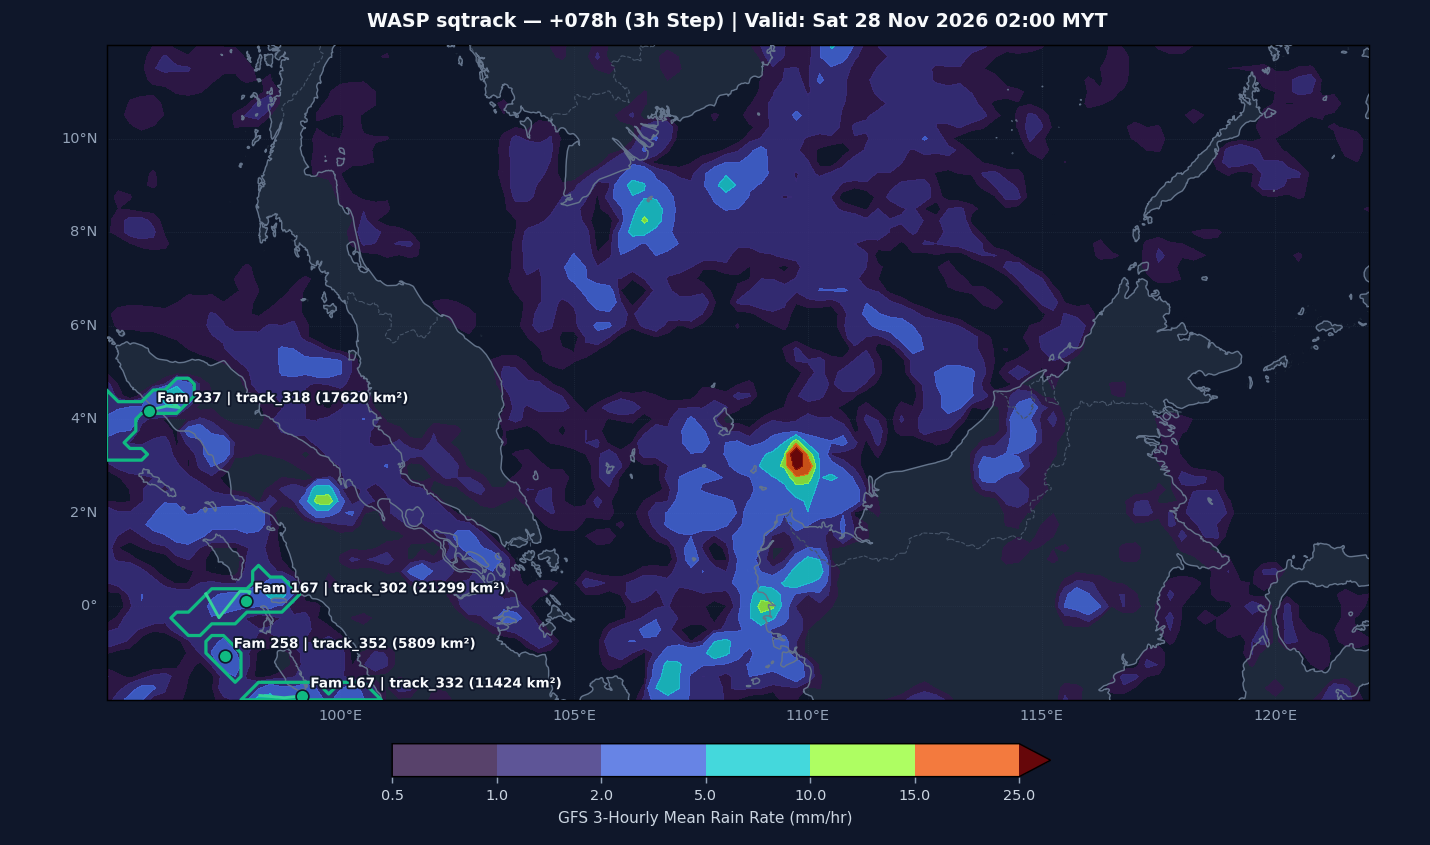 WASP sqtrack — +078h (3h Step) | Valid: Sat 28 Nov 2026 02:00 MYT
10°N
8°N
6°N
4°N
2°N
0°
Fam 237 | track_318 (17620 km²)
Fam 167 | track_302 (21299 km²)
Fam 258 | track_352 (5809 km²)
Fam 167 | track_332 (11424 km²)
100°E 105°E 110°E 115°E 120°E
0.5 1.0 2.0 5.0 10.0 15.0 25.0
GFS 3-Hourly Mean Rain Rate (mm/hr)